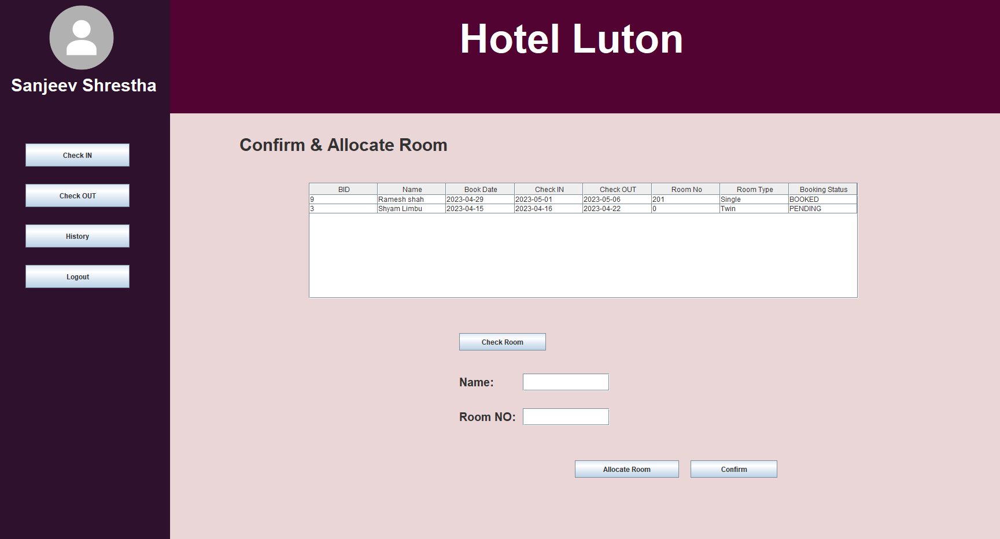 Hotel Luton
Sanjeev Shrestha
Check IN
Check OUT
History
Logout
Confirm & Allocate Room
BID Name Book Date Check IN Check OUT Room No Room Type Booking Status
9 Ramesh shah 2023-04-29 2023-05-01 2023-05-06 201 Single BOOKED
3 Shyam Limbu 2023-04-15 2023-04-16 2023-04-22 0 Twin PENDING
Check Room
Name:
Room NO:
Allocate Room Confirm